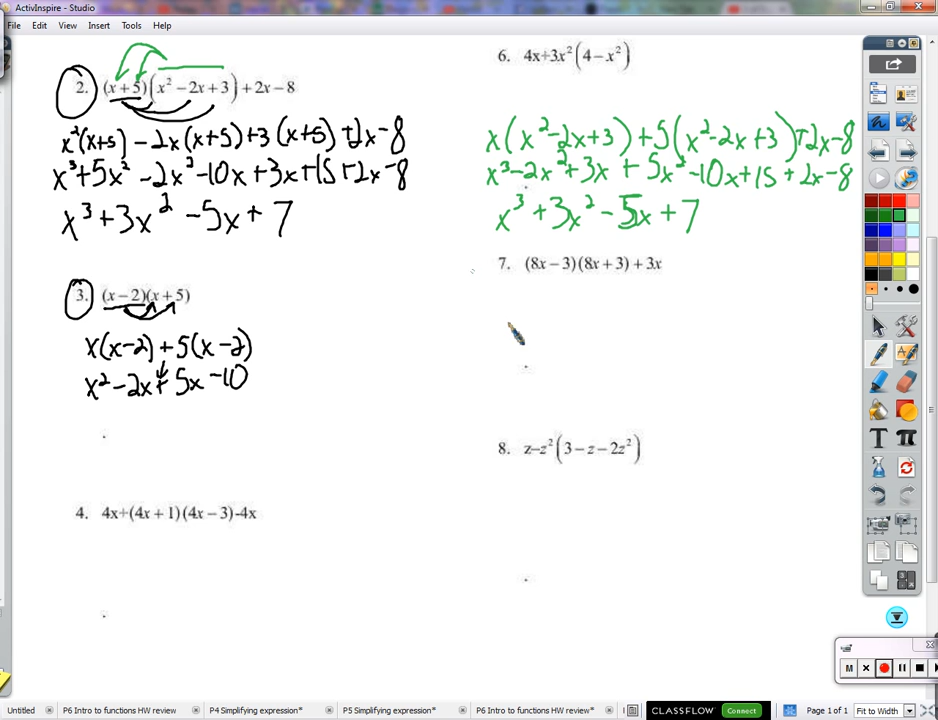 ActivInspire - Studio
File Edit View Insert Tools Help
2. (x + 5)(x² − 2x + 3) + 2x − 8
x²(x+5) − 2x(x+5) + 3(x+5) + 2x − 8
x³ + 5x² − 2x² − 10x + 3x + 15 + 2x − 8
x³ + 3x² − 5x + 7
3. (x − 2)(x + 5)
x(x−2) + 5(x−2)
x² − 2x + 5x − 10
4. 4x+(4x + 1)(4x − 3)-4x
6. 4x+3x²(4 − x²)
x(x² − 2x + 3) + 5(x² − 2x + 3) + 2x − 8
x³ − 2x² + 3x + 5x² − 10x + 15 + 2x − 8
x³ + 3x² − 5x + 7
7. (8x − 3)(8x + 3) + 3x
8. z−z²(3 − z − 2z²)
M
Untitled P6 Intro to functions HW review P4 Simplifying expression* P5 Simplifying expression* P6 Intro to functions HW review* CLASSFLOW Connect Page 1 of 1 Fit to Width